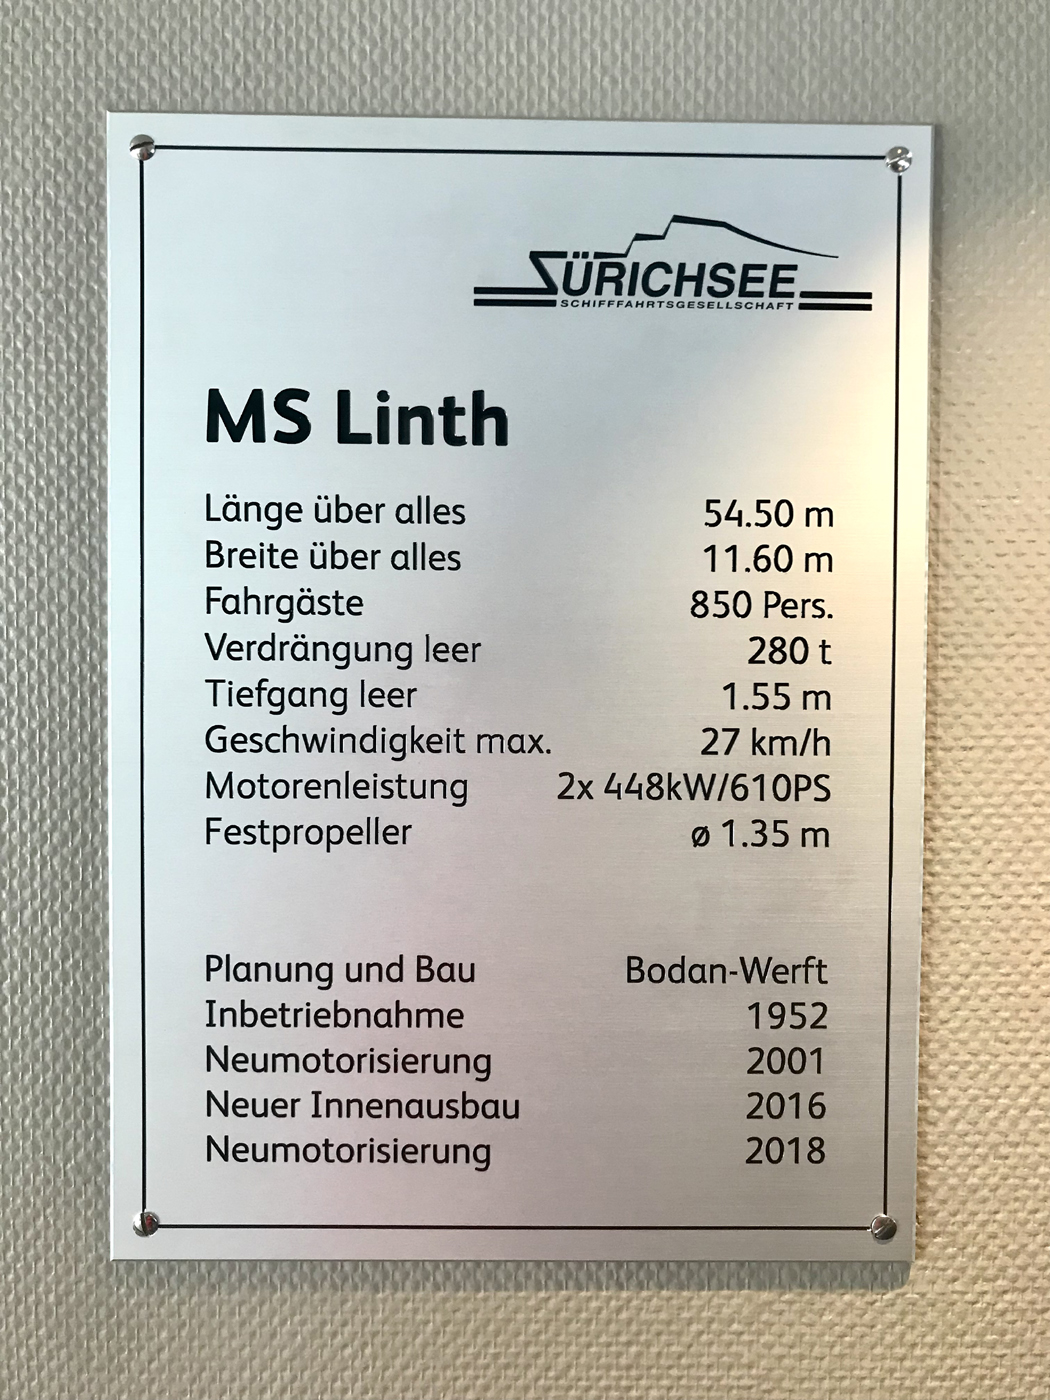 ZÜRICHSEE
SCHIFFFAHRTSGESELLSCHAFT
MS Linth
Länge über alles 54.50 m
Breite über alles 11.60 m
Fahrgäste 850 Pers.
Verdrängung leer 280 t
Tiefgang leer 1.55 m
Geschwindigkeit max. 27 km/h
Motorenleistung 2x 448kW/610PS
Festpropeller ø 1.35 m
Planung und Bau Bodan-Werft
Inbetriebnahme 1952
Neumotorisierung 2001
Neuer Innenausbau 2016
Neumotorisierung 2018